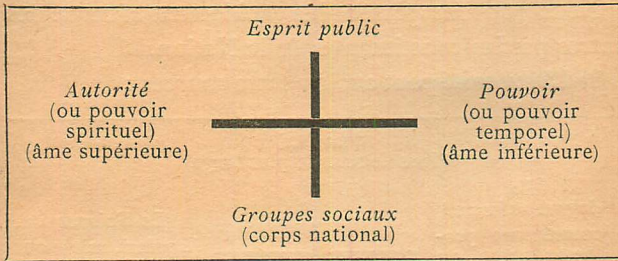 Esprit public
Autorité
(ou pouvoir
spirituel)
(âme supérieure)
Pouvoir
(ou pouvoir
temporel)
(âme inférieure)
Groupes sociaux
(corps national)